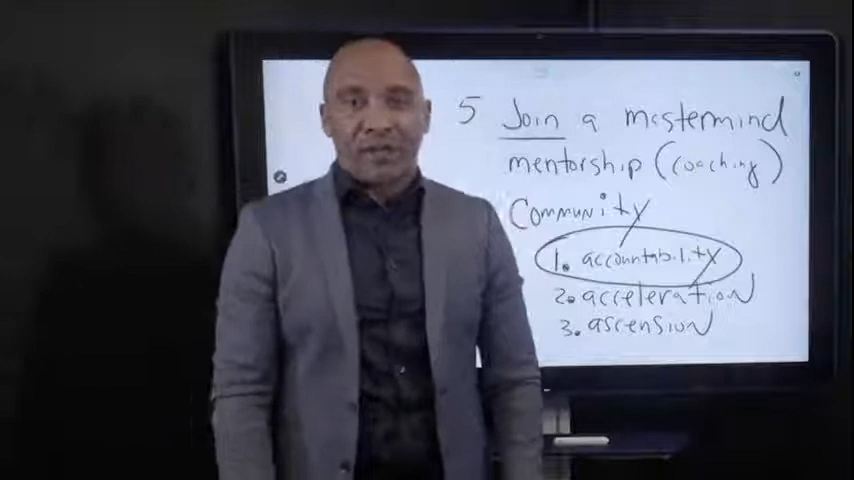 5 Join a mastermind
mentorship (coaching)
Community
1. accountability
2. acceleration
3. ascension